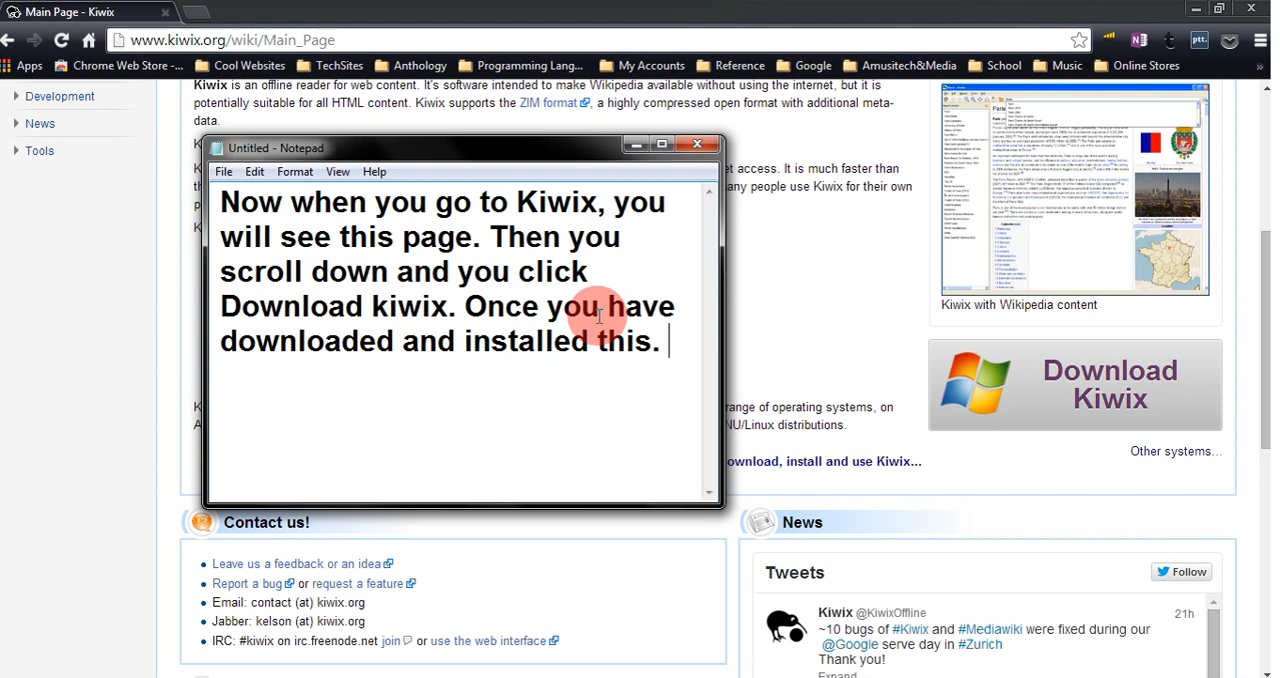 Main Page - Kiwix
www.kiwix.org/wiki/Main_Page
Apps Chrome Web Store -... Cool Websites TechSites Anthology Programming Lang... My Accounts Reference Google Amusitech&Media School Music Online Stores »
Development
News
Tools
Kiwix is an offline reader for web content. It's software intended to make Wikipedia available without using the internet, but it is
potentially suitable for all HTML content. Kiwix supports the ZIM format, a highly compressed open format with additional meta-
data.
Untitled - Notepad
File Edit Format View Help
Now when you go to Kiwix, you
will see this page. Then you
scroll down and you click
Download kiwix. Once you have
downloaded and installed this.
et access. It is much faster than
any people use Kiwix for their own
range of operating systems, on
NU/Linux distributions.
ownload, install and use Kiwix...
Kiwix with Wikipedia content
Download
Kiwix
Other systems...
Contact us!
Leave us a feedback or an idea
Report a bug or request a feature
Email: contact (at) kiwix.org
Jabber: kelson (at) kiwix.org
IRC: #kiwix on irc.freenode.net join or use the web interface
News
Tweets
Follow
Kiwix @KiwixOffline 21h
~10 bugs of #Kiwix and #Mediawiki were fixed during our
@Google serve day in #Zurich
Thank you!
Expand